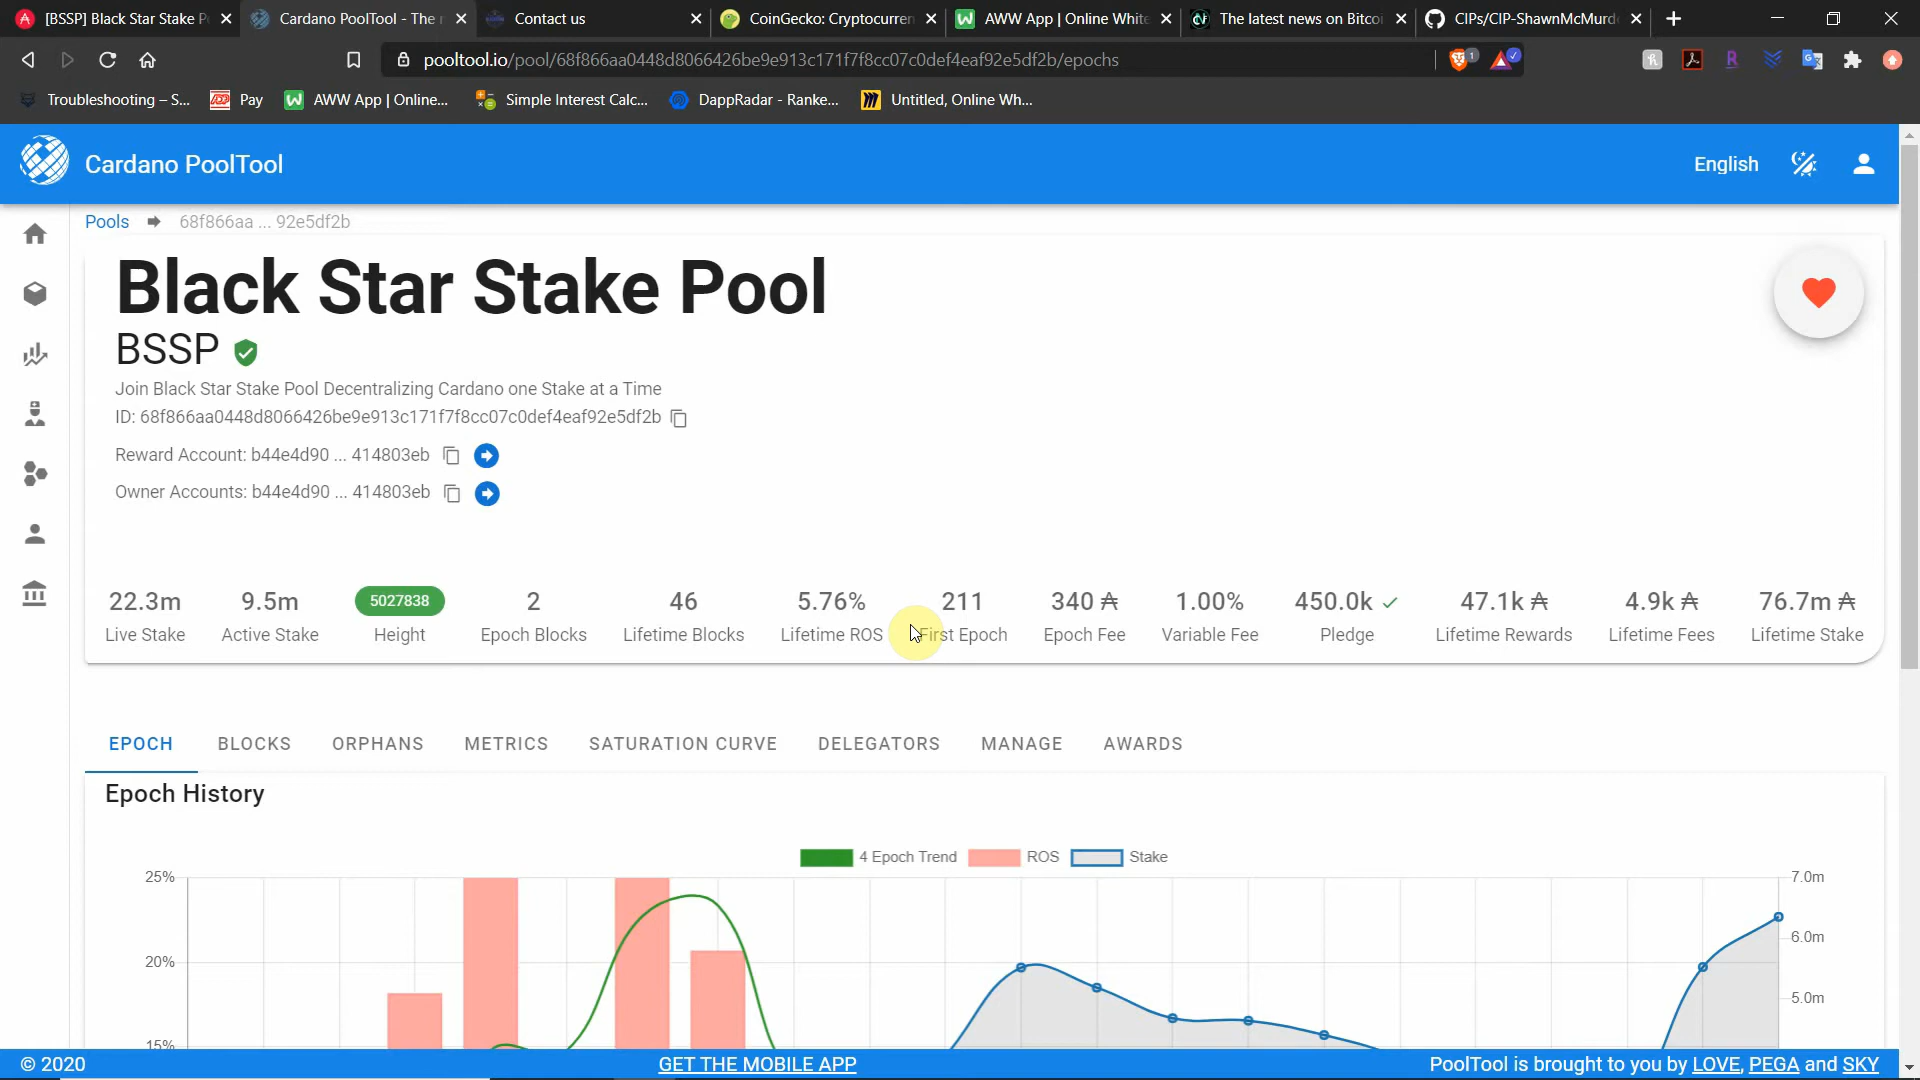 [BSSP] Black Star Stake P
Cardano PoolTool - The r
Contact us
CoinGecko: Cryptocurren
AWW App | Online White
The latest news on Bitcoi
CIPs/CIP-ShawnMcMurd
pooltool.io/pool/68f866aa0448d8066426be9e913c171f7f8cc07c0def4eaf92e5df2b/epochs
Troubleshooting – S...
Pay
AWW App | Online...
Simple Interest Calc...
DappRadar - Ranke...
Untitled, Online Wh...
Cardano PoolTool
English
Pools
68f866aa ... 92e5df2b
Black Star Stake Pool
BSSP
Join Black Star Stake Pool Decentralizing Cardano one Stake at a Time
ID: 68f866aa0448d8066426be9e913c171f7f8cc07c0def4eaf92e5df2b
Reward Account: b44e4d90 ... 414803eb
Owner Accounts: b44e4d90 ... 414803eb
22.3m 9.5m 5027838 2 46 5.76% 211 340 ₳ 1.00% 450.0k 47.1k ₳ 4.9k ₳ 76.7m ₳
Live Stake Active Stake Height Epoch Blocks Lifetime Blocks Lifetime ROS First Epoch Epoch Fee Variable Fee Pledge Lifetime Rewards Lifetime Fees Lifetime Stake
EPOCH BLOCKS ORPHANS METRICS SATURATION CURVE DELEGATORS MANAGE AWARDS
Epoch History
4 Epoch Trend ROS Stake
25% 7.0m
6.0m
20%
5.0m
15%
© 2020 GET THE MOBILE APP PoolTool is brought to you by LOVE, PEGA and SKY